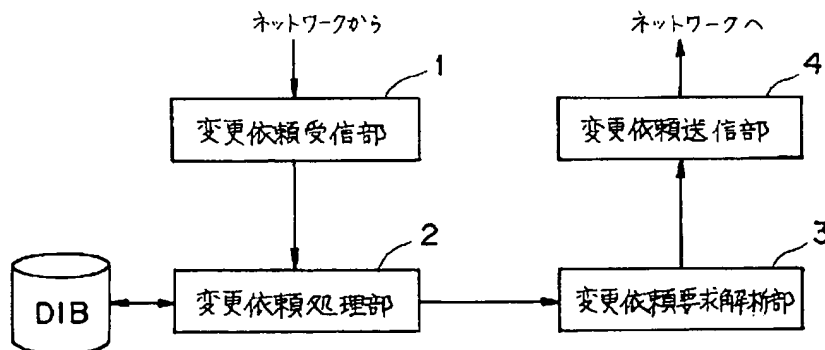 ネットワークから
ネットワークへ
1
4
変更依頼受信部
変更依頼送信部
2
3
DIB
変更依頼処理部
変更依頼要求解析部